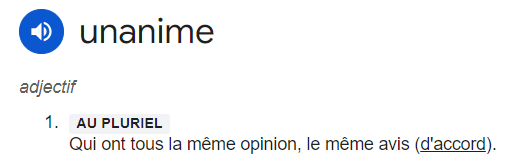 unanime
adjectif
1. AU PLURIEL
Qui ont tous la même opinion, le même avis (d'accord).